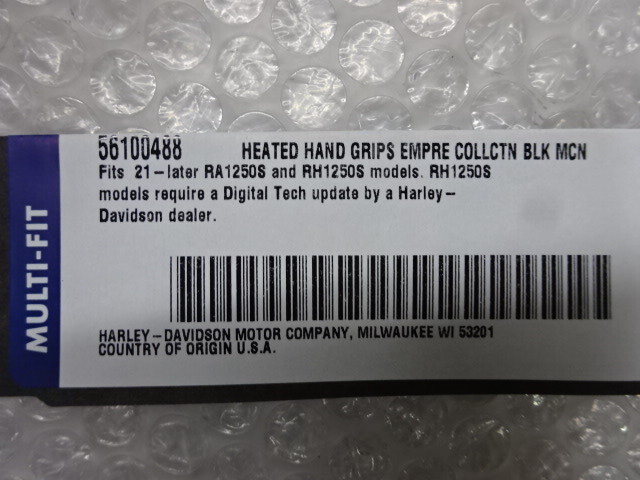 56100488 HEATED HAND GRIPS EMPRE COLLCTN BLK MCN
Fits 21-later RA1250S and RH1250S models. RH1250S
models require a Digital Tech update by a Harley-
Davidson dealer.
MULTI-FIT
HARLEY-DAVIDSON MOTOR COMPANY, MILWAUKEE WI 53201
COUNTRY OF ORIGIN U.S.A.